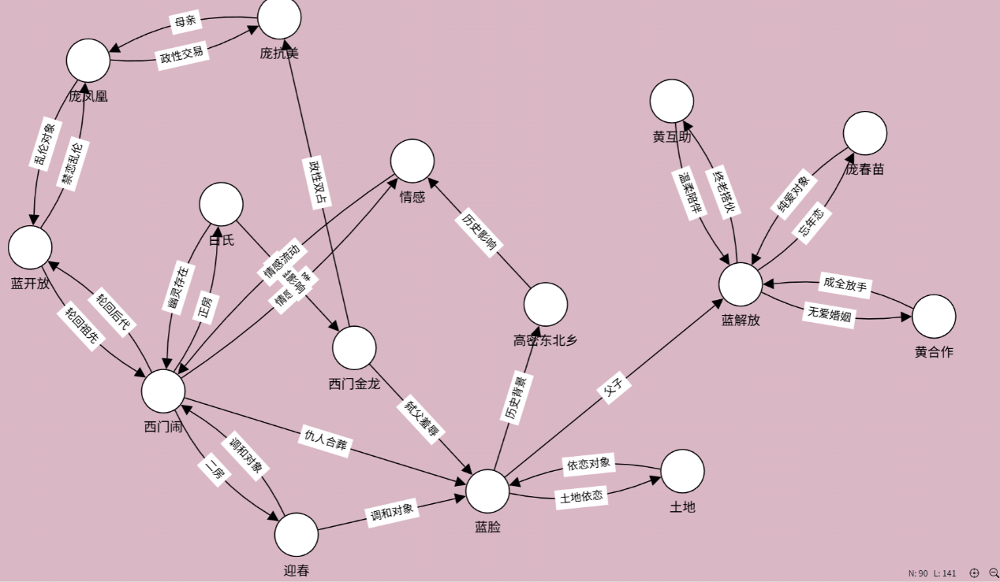 母亲
庞抗美
政性交易
庞凤凰
黄互助
乱伦对象
禁恋乱伦
庞春苗
政性双占
情感
温柔陪伴
终老搭伙
纯爱对象
忘年恋
白氏
历史影响
蓝开放
情感流动
影响
情感
幽灵存在
正房
成全放手
无爱婚姻
轮回后代
轮回祖先
蓝解放
高密东北乡
黄合作
西门金龙
历史背景
父子
西门闹
弑父羞辱
仇人合葬
调和对象
二房
依恋对象
土地依恋
土地
调和对象
蓝脸
迎春
N: 90 L: 141